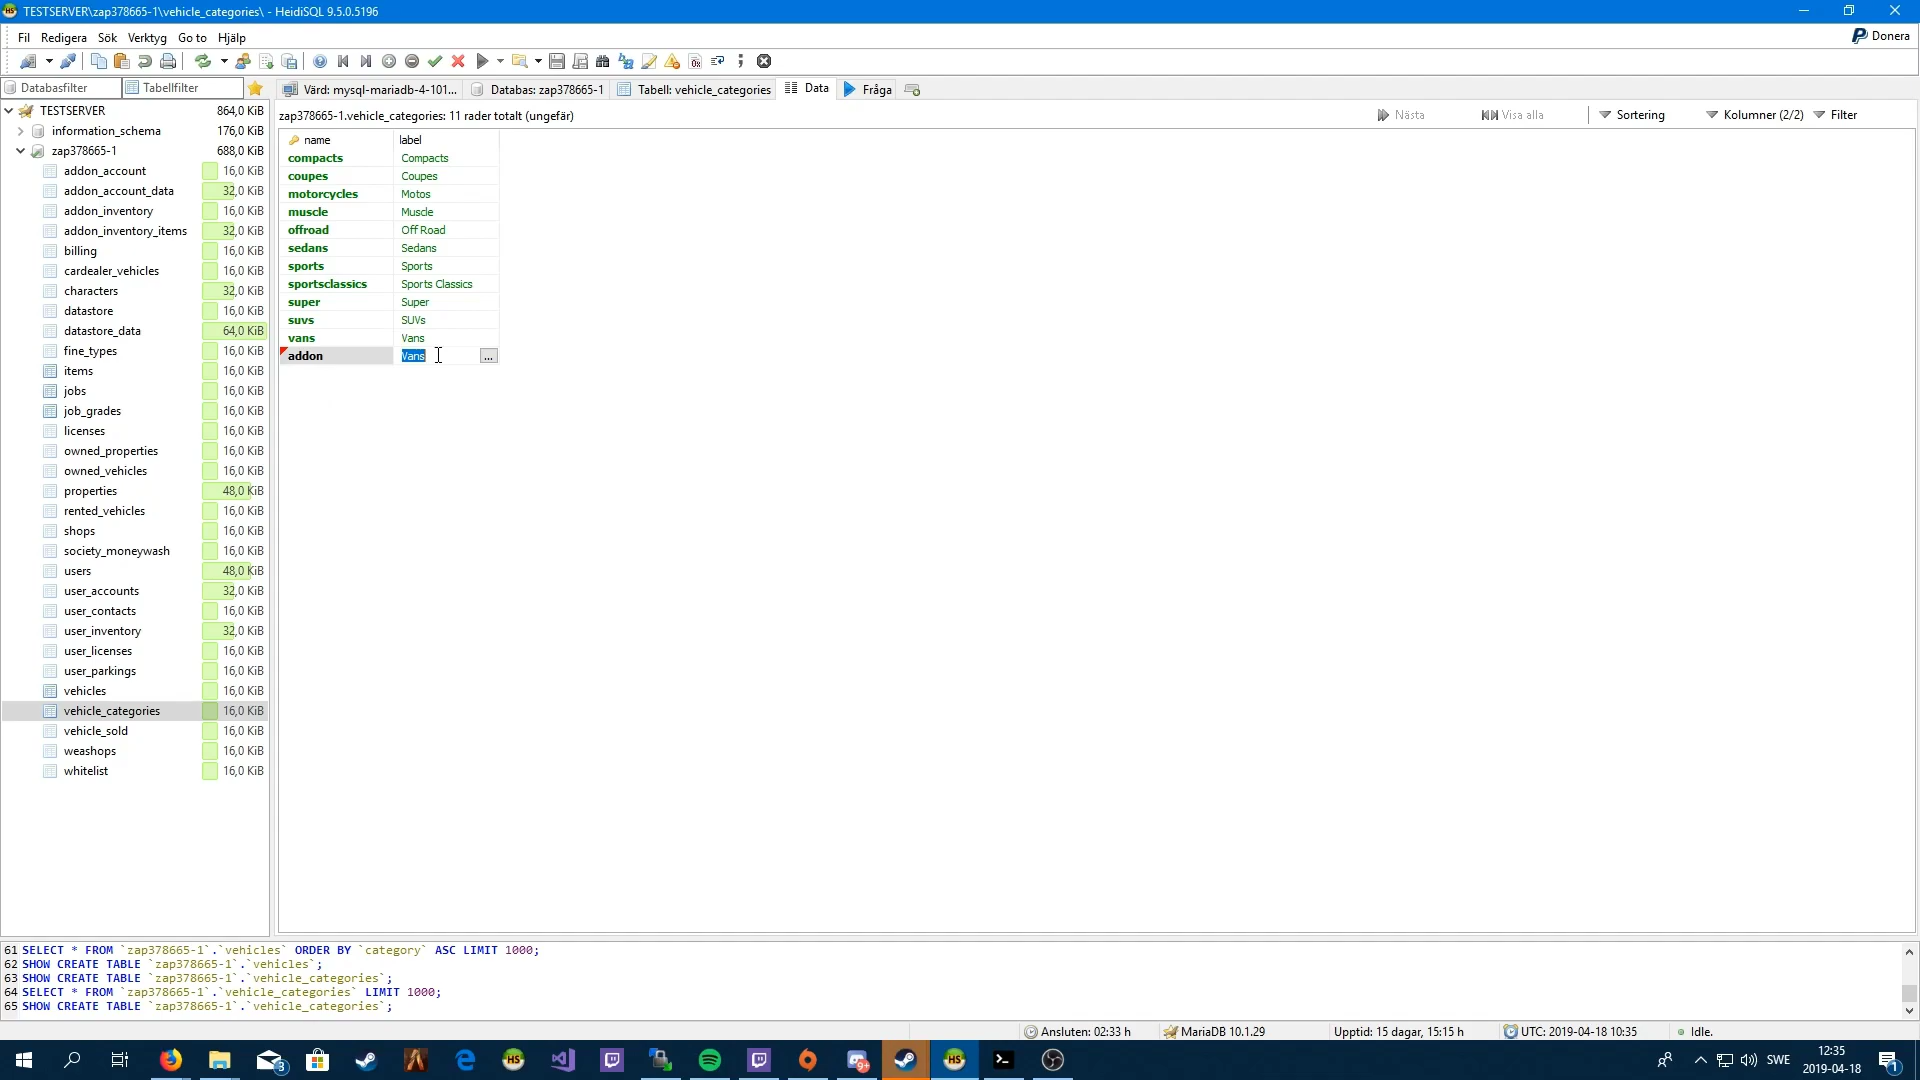 TESTSERVER\zap378665-1\vehicle_categories\ - HeidiSQL 9.5.0.5196
Fil Redigera Sök Verktyg Go to Hjälp
Donera
Databasfilter Tabellfilter
Värd: mysql-mariadb-4-101... Databas: zap378665-1 Tabell: vehicle_categories Data Fråga
zap378665-1.vehicle_categories: 11 rader totalt (ungefär) Nästa Visa alla Sortering Kolumner (2/2) Filter
TESTSERVER 864,0 KiB
information_schema 176,0 KiB
zap378665-1 688,0 KiB
addon_account 16,0 KiB
addon_account_data 32,0 KiB
addon_inventory 16,0 KiB
addon_inventory_items 32,0 KiB
billing 16,0 KiB
cardealer_vehicles 16,0 KiB
characters 32,0 KiB
datastore 16,0 KiB
datastore_data 64,0 KiB
fine_types 16,0 KiB
items 16,0 KiB
jobs 16,0 KiB
job_grades 16,0 KiB
licenses 16,0 KiB
owned_properties 16,0 KiB
owned_vehicles 16,0 KiB
properties 48,0 KiB
rented_vehicles 16,0 KiB
shops 16,0 KiB
society_moneywash 16,0 KiB
users 48,0 KiB
user_accounts 32,0 KiB
user_contacts 16,0 KiB
user_inventory 32,0 KiB
user_licenses 16,0 KiB
user_parkings 16,0 KiB
vehicles 16,0 KiB
vehicle_categories 16,0 KiB
vehicle_sold 16,0 KiB
weashops 16,0 KiB
whitelist 16,0 KiB
name label
compacts Compacts
coupes Coupes
motorcycles Motos
muscle Muscle
offroad Off Road
sedans Sedans
sports Sports
sportsclassics Sports Classics
super Super
suvs SUVs
vans Vans
addon Vans ...
61 SELECT * FROM `zap378665-1`.`vehicles` ORDER BY `category` ASC LIMIT 1000;
62 SHOW CREATE TABLE `zap378665-1`.`vehicles`;
63 SHOW CREATE TABLE `zap378665-1`.`vehicle_categories`;
64 SELECT * FROM `zap378665-1`.`vehicle_categories` LIMIT 1000;
65 SHOW CREATE TABLE `zap378665-1`.`vehicle_categories`;
Ansluten: 02:33 h MariaDB 10.1.29 Upptid: 15 dagar, 15:15 h UTC: 2019-04-18 10:35 Idle.
SWE
12:35
2019-04-18